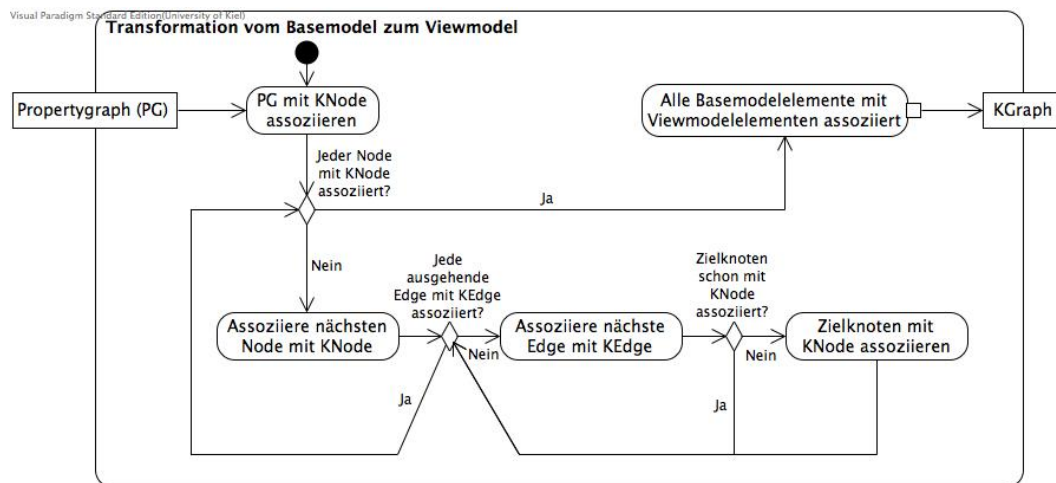 Visual Paradigm Standard Edition(University of Kiel)
Transformation vom Basemodel zum Viewmodel
Propertygraph (PG)
PG mit KNode
assoziieren
Alle Basemodelelemente mit
Viewmodelelementen assoziiert
KGraph
Jeder Node
mit KNode
assoziiert?
Ja
Nein
Assoziiere nächsten
Node mit KNode
Jede
ausgehende
Edge mit KEdge
assoziiert?
Nein
Ja
Assoziiere nächste
Edge mit KEdge
Zielknoten
schon mit
KNode
assoziiert?
Nein
Ja
Zielknoten mit
KNode assoziieren